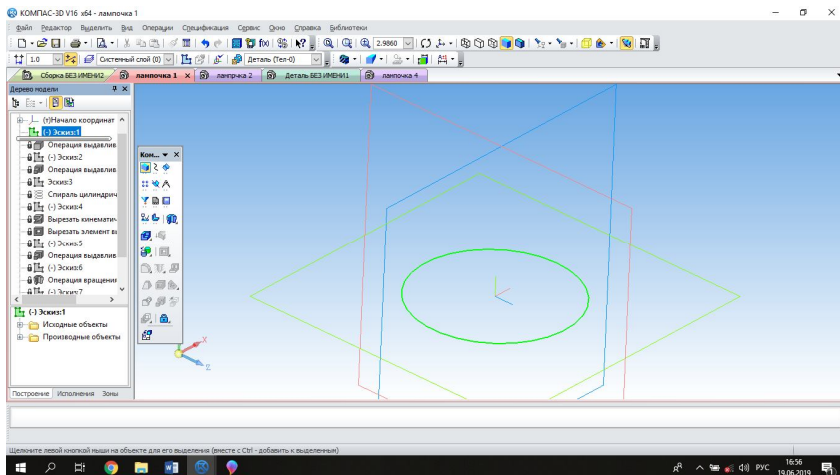 КОМПАС-3D V16 x64 - лампочка 1
Файл Редактор Выделить Вид Операции Спецификация Сервис Окно Справка Библиотеки
2.9860
1.0 Системный слой (0) Деталь (Тел-0)
Сборка БЕЗ ИМЕНИ2 лампочка 1 лампрчка 2 Деталь БЕЗ ИМЕНИ1 лампочка 4
Дерево модели
(т)Начало координат
(-) Эскиз:1
Операция выдавлив
(-) Эскиз:2
Операция выдавлив
Эскиз:3
Спираль цилиндрич
(-) Эскиз:4
Вырезать кинематич
Вырезать элемент вы
(-) Эскиз:5
Операция выдавлив
(-) Эскиз:6
Операция вращения
(-) Эскиз:7
(-) Эскиз:1
Исходные объекты
Производные объекты
Построение Исполнения Зоны
Ком...
X
Z
Щелкните левой кнопкой мыши на объекте для его выделения (вместе с Ctrl - добавить к выделенным)
РУС
16:56
19.06.2019